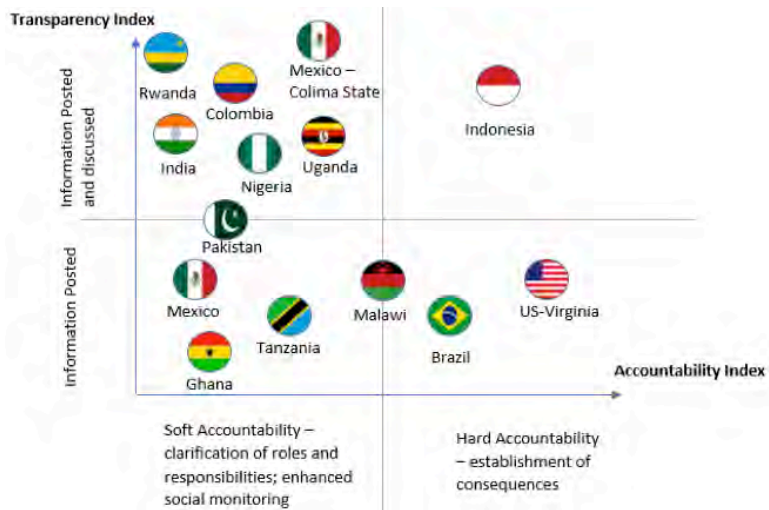 Transparency Index
Information Posted
and discussed
Rwanda
Colombia
Mexico –
Colima State
Indonesia
India
Nigeria
Uganda
Pakistan
Information Posted
Mexico
Tanzania
Malawi
US-Virginia
Brazil
Ghana
Accountability Index
Soft Accountability –
clarification of roles and
responsibilities; enhanced
social monitoring
Hard Accountability
– establishment of
consequences